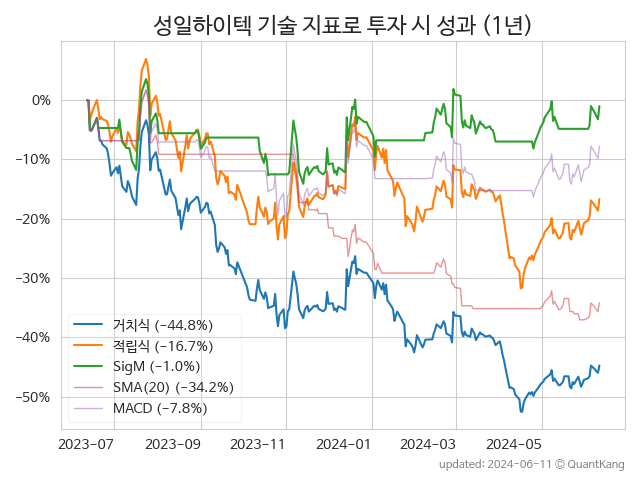 성일하이텍 기술 지표로 투자 시 성과 (1년)
0%
−10%
−20%
−30%
−40%
−50%
거치식 (−44.8%)
적립식 (−16.7%)
SigM (−1.0%)
SMA(20) (−34.2%)
MACD (−7.8%)
2023−07
2023−09
2023−11
2024−01
2024−03
2024−05
updated: 2024−06−11 © QuantKang